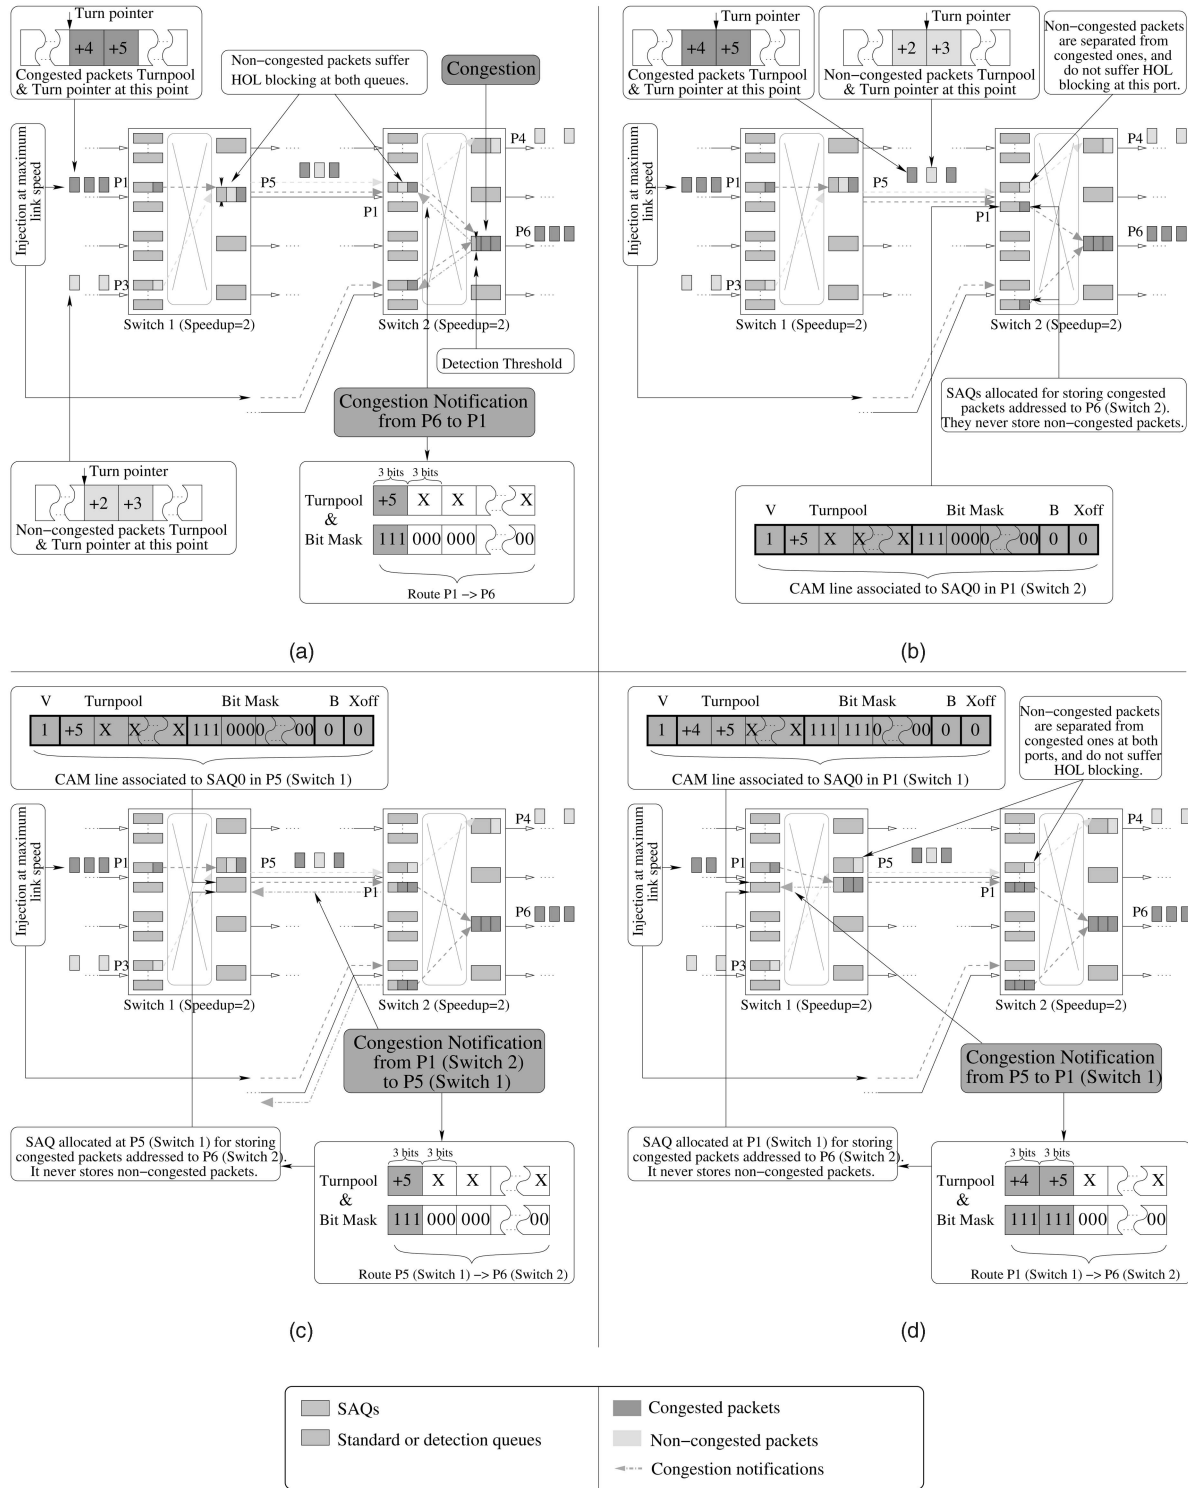 Turn pointer
+4 +5
Congested packets Turnpool
& Turn pointer at this point
Non−congested packets suffer
HOL blocking at both queues.
Congestion
Injection at maximum
link speed
P1
P5
P4
P1
P6
P3
Switch 1 (Speedup=2)
Switch 2 (Speedup=2)
Detection Threshold
Congestion Notification
from P6 to P1
Turn pointer
+2 +3
Non−congested packets Turnpool
& Turn pointer at this point
3 bits 3 bits
Turnpool +5 X X X
&
Bit Mask 111 000 000 00
Route P1 −> P6
(a)
Turn pointer
+4 +5
Congested packets Turnpool
& Turn pointer at this point
Turn pointer
+2 +3
Non−congested packets Turnpool
& Turn pointer at this point
Non−congested packets
are separated from
congested ones, and
do not suffer HOL
blocking at this port.
Injection at maximum
link speed
P1
P5
P4
P1
P6
P3
Switch 1 (Speedup=2)
Switch 2 (Speedup=2)
SAQs allocated for storing congested
packets addressed to P6 (Switch 2).
They never store non−congested packets.
V Turnpool Bit Mask B Xoff
1 +5 X X X 111 0000 00 0 0
CAM line associated to SAQ0 in P1 (Switch 2)
(b)
V Turnpool Bit Mask B Xoff
1 +5 X X X 111 0000 00 0 0
CAM line associated to SAQ0 in P5 (Switch 1)
Injection at maximum
link speed
P1
P5
P4
P1
P6
P3
Switch 1 (Speedup=2)
Switch 2 (Speedup=2)
Congestion Notification
from P1 (Switch 2)
to P5 (Switch 1)
SAQ allocated at P5 (Switch 1) for storing
congested packets addressed to P6 (Switch 2).
It never stores non−congested packets.
3 bits 3 bits
Turnpool +5 X X X
&
Bit Mask 111 000 000 00
Route P5 (Switch 1) −> P6 (Switch 2)
(c)
V Turnpool Bit Mask B Xoff
1 +4 +5 X X 111 1110 00 0 0
CAM line associated to SAQ0 in P1 (Switch 1)
Non−congested packets
are separated from
congested ones at both
ports, and do not suffer
HOL blocking.
Injection at maximum
link speed
P1
P5
P4
P1
P6
P3
Switch 1 (Speedup=2)
Switch 2 (Speedup=2)
Congestion Notification
from P5 to P1 (Switch 1)
SAQ allocated at P1 (Switch 1) for storing
congested packets addressed to P6 (Switch 2).
It never stores non−congested packets.
3 bits 3 bits
Turnpool +4 +5 X X
&
Bit Mask 111 111 000 00
Route P1 (Switch 1) −> P6 (Switch 2)
(d)
SAQs
Standard or detection queues
Congested packets
Non−congested packets
Congestion notifications